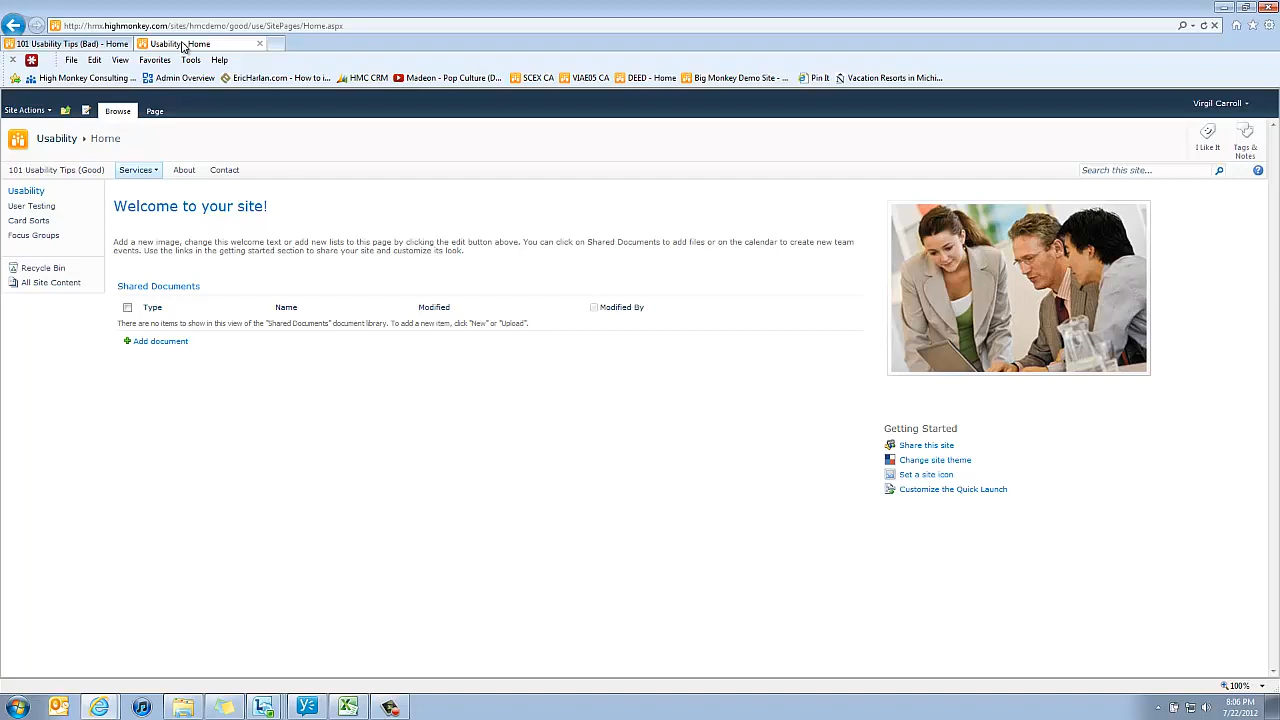 http://hmx.highmonkey.com/sites/hmcdemo/good/use/SitePages/Home.aspx
101 Usability Tips (Bad) - Home
Usability - Home
File Edit View Favorites Tools Help
High Monkey Consulting ... Admin Overview EricHarlan.com - How to i... HMC CRM Madeon - Pop Culture (D... SCEX CA VIAE05 CA DEED - Home Big Monkey Demo Site - ... Pin It Vacation Resorts in Michi...
Site Actions Browse Page Virgil Carroll
Usability Home
I Like It
Tags & Notes
101 Usability Tips (Good) Services About Contact Search this site...
Usability
User Testing
Card Sorts
Focus Groups
Recycle Bin
All Site Content
Welcome to your site!
Add a new image, change this welcome text or add new lists to this page by clicking the edit button above. You can click on Shared Documents to add files or on the calendar to create new team
events. Use the links in the getting started section to share your site and customize its look.
Shared Documents
Type Name Modified Modified By
There are no items to show in this view of the "Shared Documents" document library. To add a new item, click "New" or "Upload".
Add document
Getting Started
Share this site
Change site theme
Set a site icon
Customize the Quick Launch
100%
8:06 PM
7/22/2012